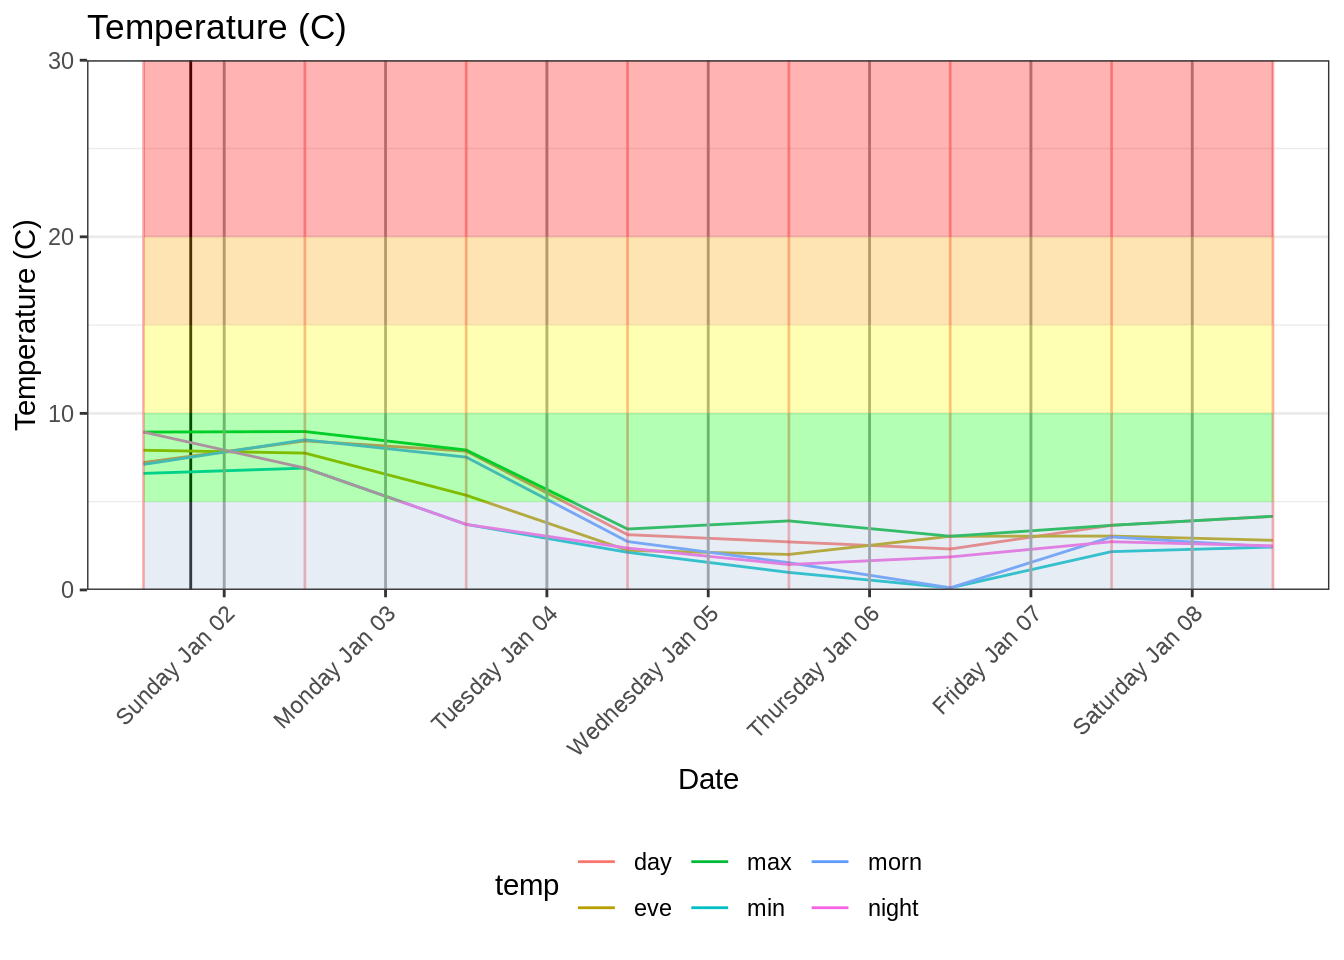 Temperature (C)
30
20
10
0
Temperature (C)
Sunday Jan 02
Monday Jan 03
Tuesday Jan 04
Wednesday Jan 05
Thursday Jan 06
Friday Jan 07
Saturday Jan 08
Date
temp
day
max
morn
eve
min
night